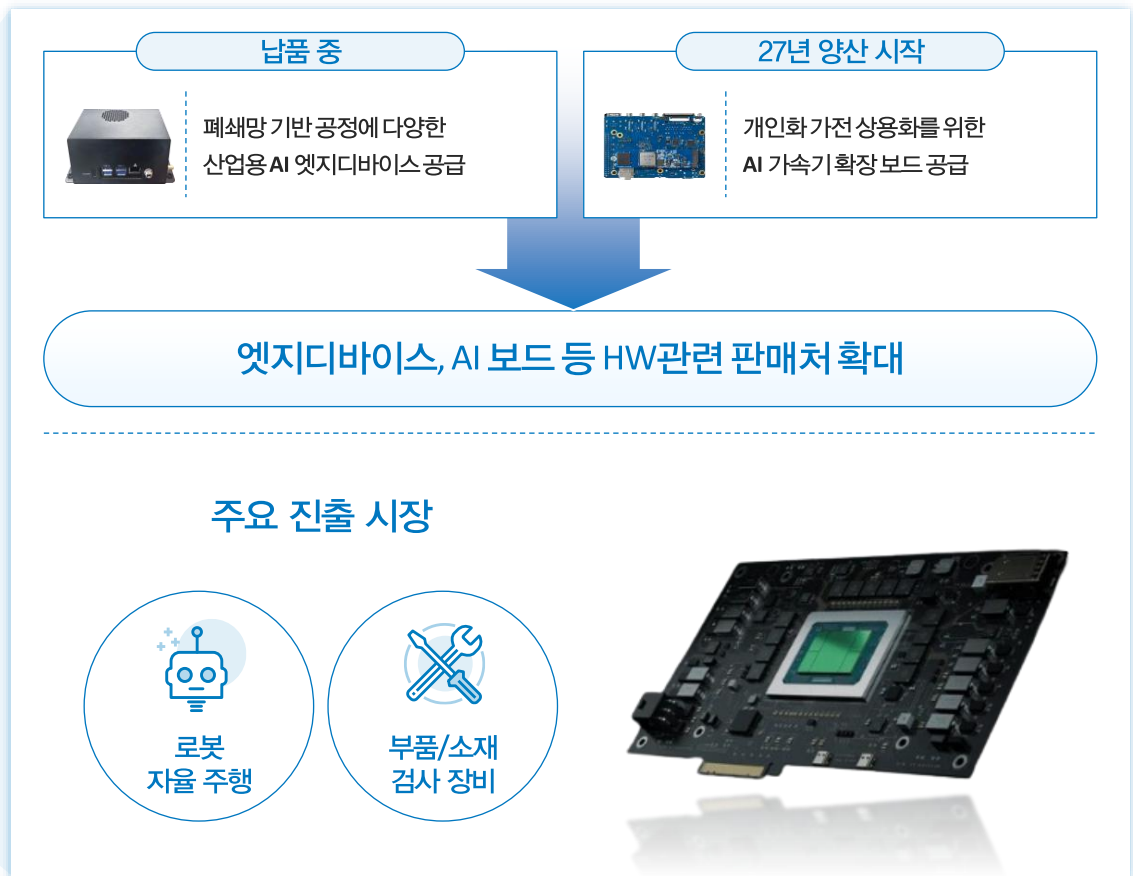 납품 중
폐쇄망 기반 공정에 다양한
산업용 AI 엣지디바이스 공급
27년 양산 시작
개인화 가전 상용화를 위한
AI 가속기 확장 보드 공급
엣지디바이스, AI 보드 등 HW관련 판매처 확대
주요 진출 시장
로봇
자율 주행
부품/소재
검사 장비